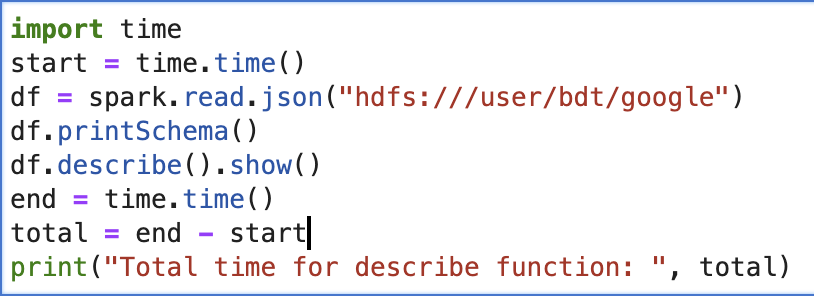 import time
start = time.time()
df = spark.read.json("hdfs:///user/bdt/google")
df.printSchema()
df.describe().show()
end = time.time()
total = end - start
print("Total time for describe function: ", total)